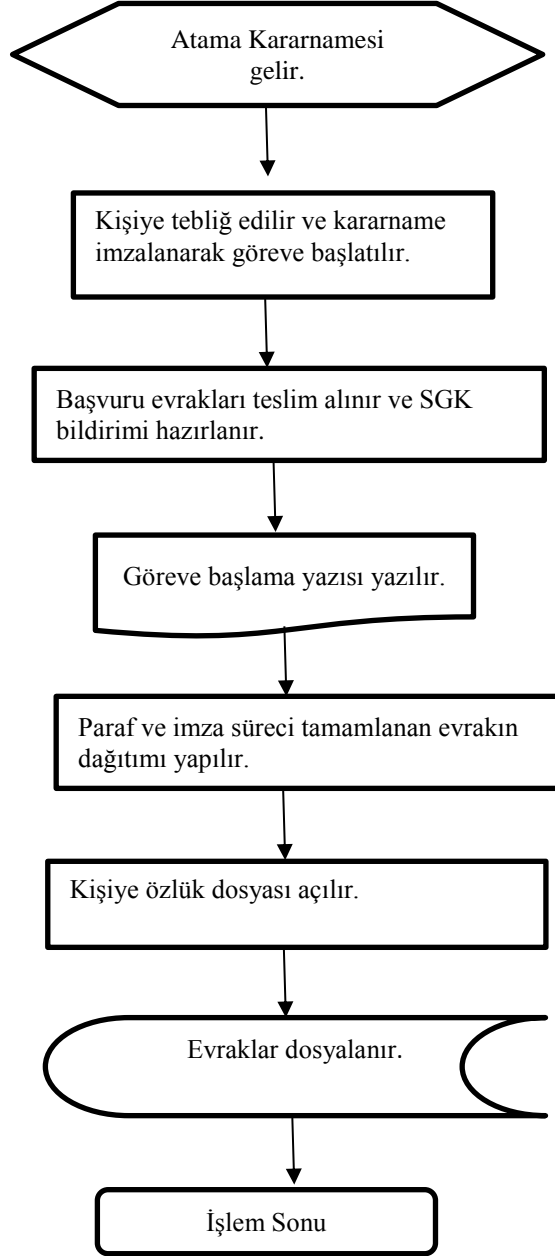 Atama Kararnamesi
gelir.
Kişiye tebliğ edilir ve kararname
imzalanarak göreve başlatılır.
Başvuru evrakları teslim alınır ve SGK
bildirimi hazırlanır.
Göreve başlama yazısı yazılır.
Paraf ve imza süreci tamamlanan evrakın
dağıtımı yapılır.
Kişiye özlük dosyası açılır.
Evraklar dosyalanır.
İşlem Sonu